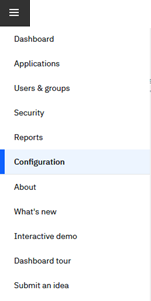 Dashboard
Applications
Users & groups
Security
Reports
Configuration
About
What's new
Interactive demo
Dashboard tour
Submit an idea